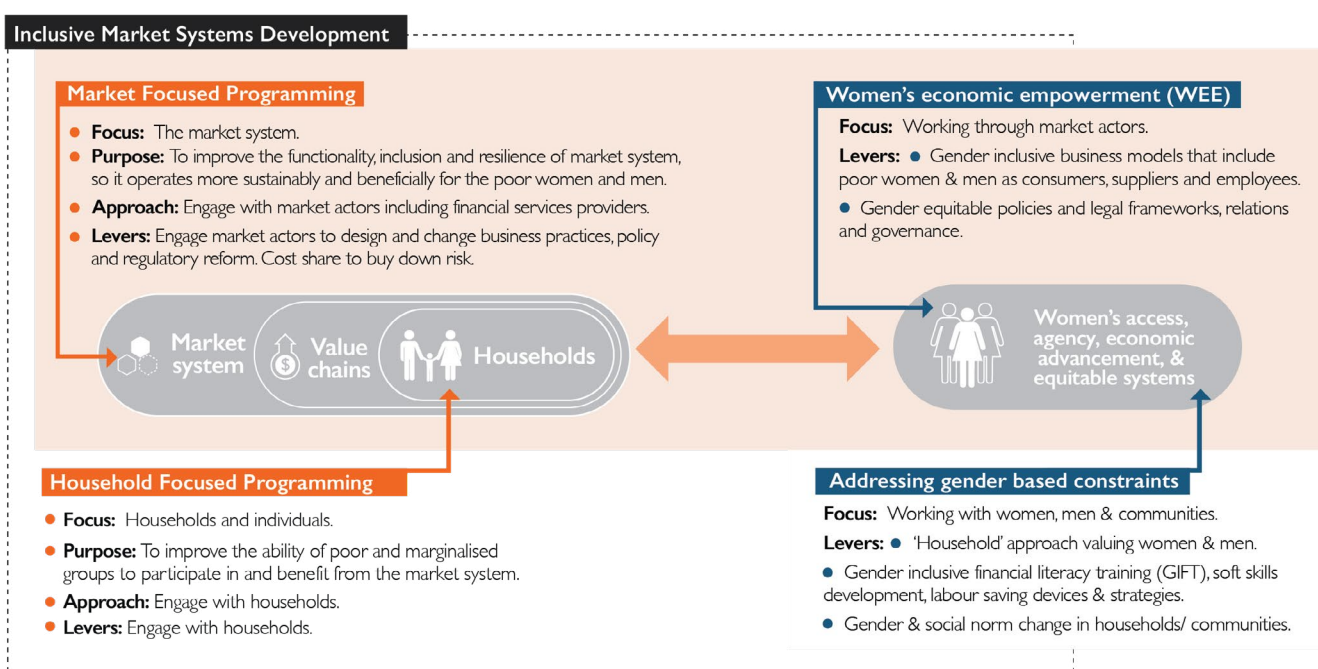 Inclusive Market Systems Development
Market Focused Programming
Focus: The market system.
Purpose: To improve the functionality, inclusion and resilience of market system,
so it operates more sustainably and beneficially for the poor women and men.
Approach: Engage with market actors including financial services providers.
Levers: Engage market actors to design and change business practices, policy
and regulatory reform. Cost share to buy down risk.
Market
system
Value
chains
$
Households
Women's economic empowerment (WEE)
Focus: Working through market actors.
Levers: ● Gender inclusive business models that include
poor women & men as consumers, suppliers and employees.
● Gender equitable policies and legal frameworks, relations
and governance.
Women's access,
agency, economic
advancement, &
equitable systems
Household Focused Programming
Focus: Households and individuals.
Purpose: To improve the ability of poor and marginalised
groups to participate in and benefit from the market system.
Approach: Engage with households.
Levers: Engage with households.
Addressing gender based constraints
Focus: Working with women, men & communities.
Levers: ● 'Household' approach valuing women & men.
● Gender inclusive financial literacy training (GIFT), soft skills
development, labour saving devices & strategies.
● Gender & social norm change in households/ communities.